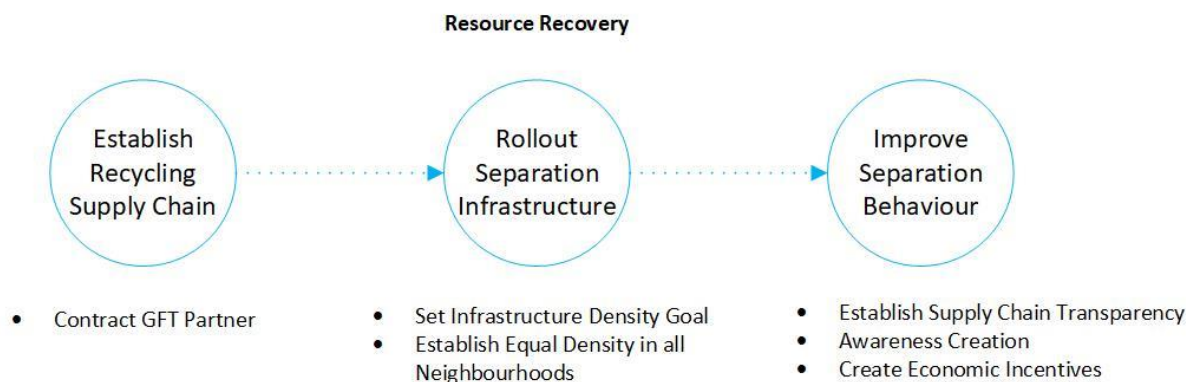 Resource Recovery
Establish
Recycling
Supply Chain
Rollout
Separation
Infrastructure
Improve
Separation
Behaviour
• Contract GFT Partner
• Set Infrastructure Density Goal
• Establish Equal Density in all
Neighbourhoods
• Establish Supply Chain Transparency
• Awareness Creation
• Create Economic Incentives